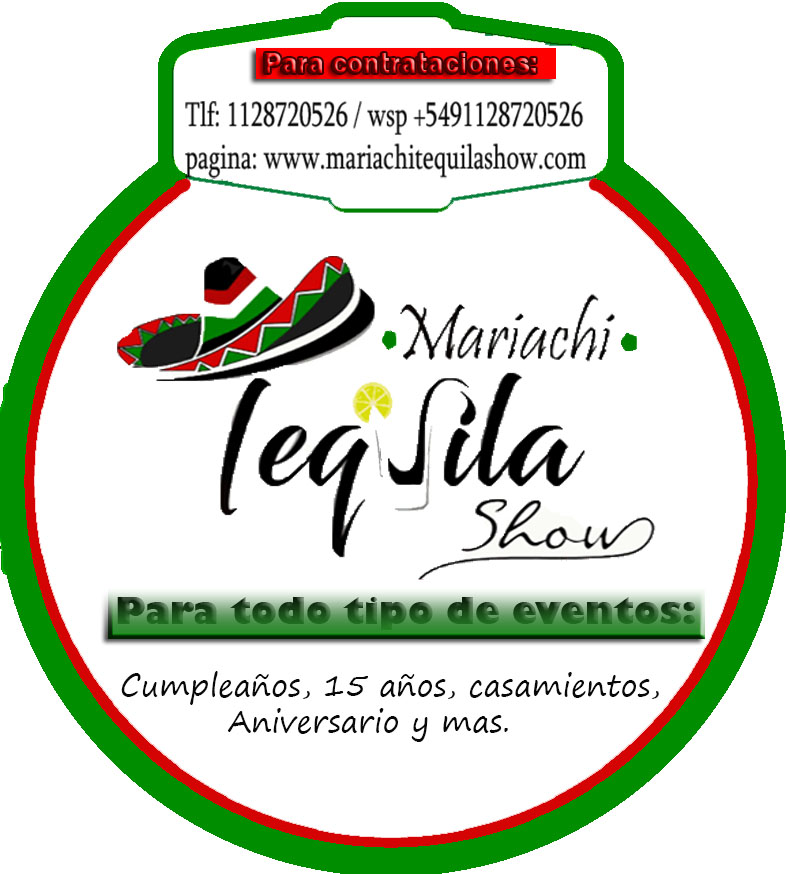 Para contrataciones:
Tlf: 1128720526 / wsp +5491128720526
pagina: www.mariachitequilashow.com
Mariachi
Tequila
Show
Para todo tipo de eventos:
Cumpleaños, 15 años, casamientos,
Aniversario y mas.